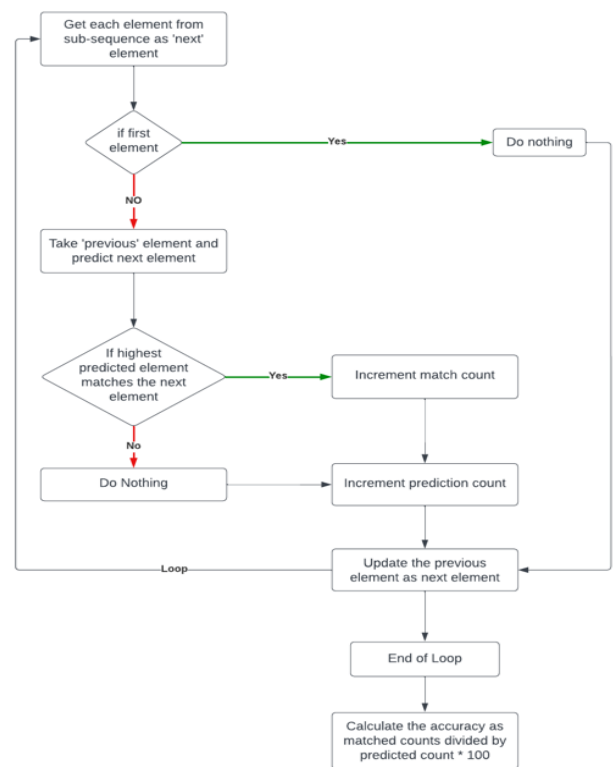 Get each element from
sub-sequence as 'next'
element
if first
element
Yes
Do nothing
NO
Take 'previous' element and
predict next element
If highest
predicted element
matches the next
element
Yes
Increment match count
No
Do Nothing
Increment prediction count
Update the previous
element as next element
Loop
End of Loop
Calculate the accuracy as
matched counts divided by
predicted count * 100